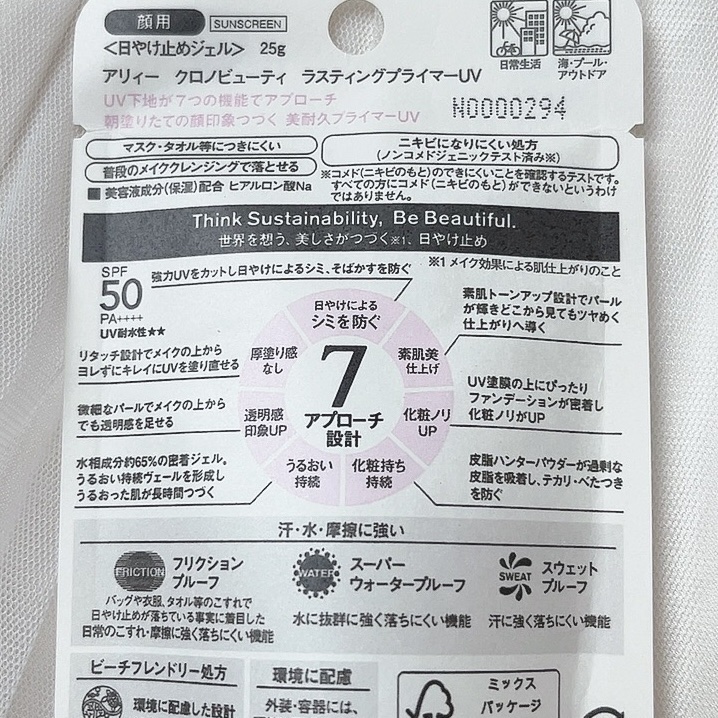 顔用 SUNSCREEN
<日やけ止めジェル> 25g
日常生活
海・プール・
アウトドア
アリィー クロノビューティ ラスティングプライマーUV
UV下地が7つの機能でアプローチ
朝塗りたての顔印象つづく 美耐久プライマーUV
N0000294
マスク・タオル等につきにくい
普段のメイククレンジングで落とせる
■ 美容液成分(保湿)配合 ヒアルロン酸Na
ニキビになりにくい処方
(ノンコメドジェニックテスト済み※)
※コメド(ニキビのもと)のできにくいことを確認するテストです。
すべての方にコメド(ニキビのもと)ができないというわけ
ではありません。
Think Sustainability, Be Beautiful.
世界を想う、美しさがつづく※1、日やけ止め
※1 メイク効果による肌仕上がりのこと
SPF
50
PA++++
UV耐水性★★
強力UVをカットし日やけによるシミ、そばかすを防ぐ
素肌トーンアップ設計でパール
が輝きどこから見てもツヤめく
仕上がりへ導く
リタッチ設計でメイクの上から
ヨレずにキレイにUVを塗り直せる
微細なパールでメイクの上から
でも透明感を足せる
水相成分約65%の密着ジェル。
うるおい持続ヴェールを形成し
うるおった肌が長時間つづく
日やけによる
シミを防ぐ
厚塗り感
なし
素肌美
仕上げ
7
アプローチ
設計
透明感
印象UP
化粧ノリ
UP
うるおい
持続
化粧持ち
持続
UV塗膜の上にぴったり
ファンデーションが密着し
化粧ノリがUP
皮脂ハンターパウダーが過剰な
皮脂を吸着し、テカリ・べたつき
を防ぐ
汗・水・摩擦に強い
FRICTION
フリクション
プルーフ
バッグや衣服、タオル等のこすれで
日やけ止めが落ちている事実に着目した
日常のこすれ・摩擦に強く落ちにくい機能
WATER
スーパー
ウォータープルーフ
水に抜群に強く落ちにくい機能
SWEAT
スウェット
プルーフ
汗に強く落ちにくい機能
ビーチフレンドリー処方
環境に配慮した設計
環境に配慮
外装・容器には、
ミックス
パッケージ